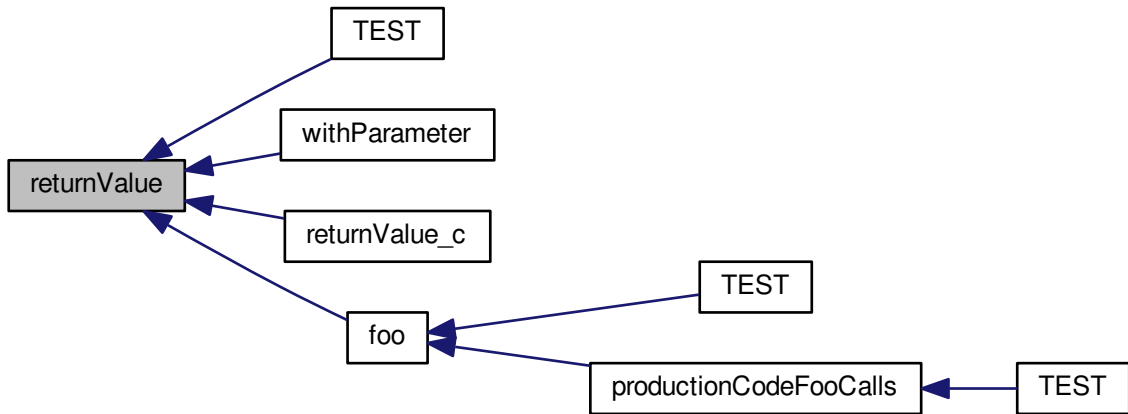 TEST
withParameter
returnValue
returnValue_c
TEST
foo
productionCodeFooCalls
TEST